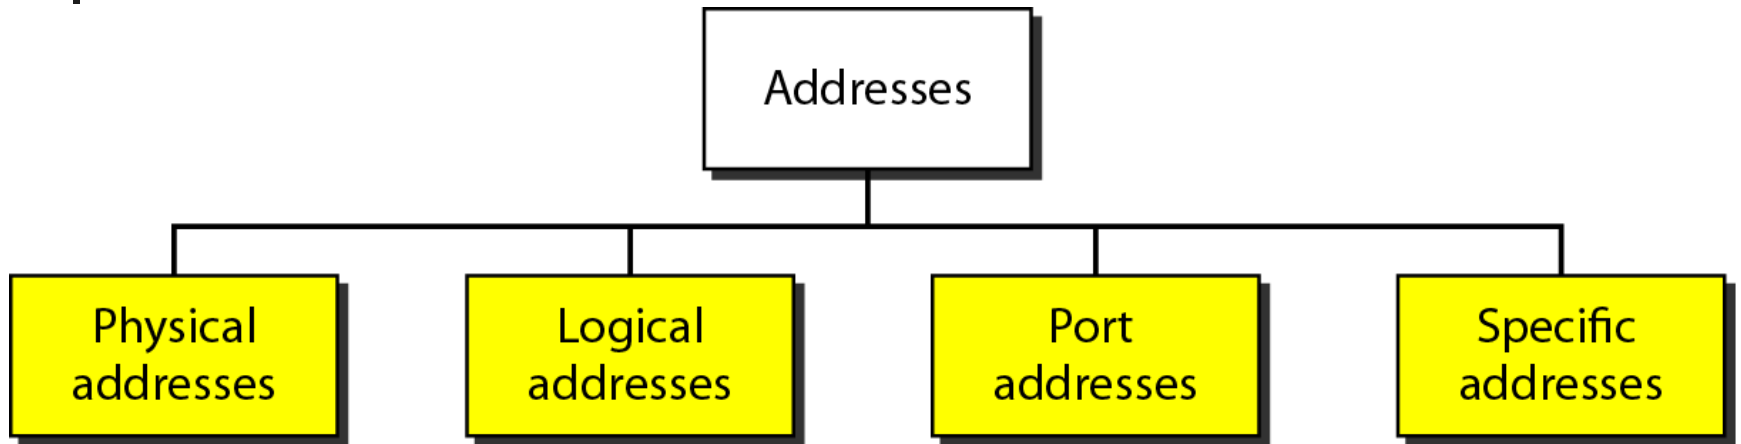 Addresses
Physical
addresses
Logical
addresses
Port
addresses
Specific
addresses